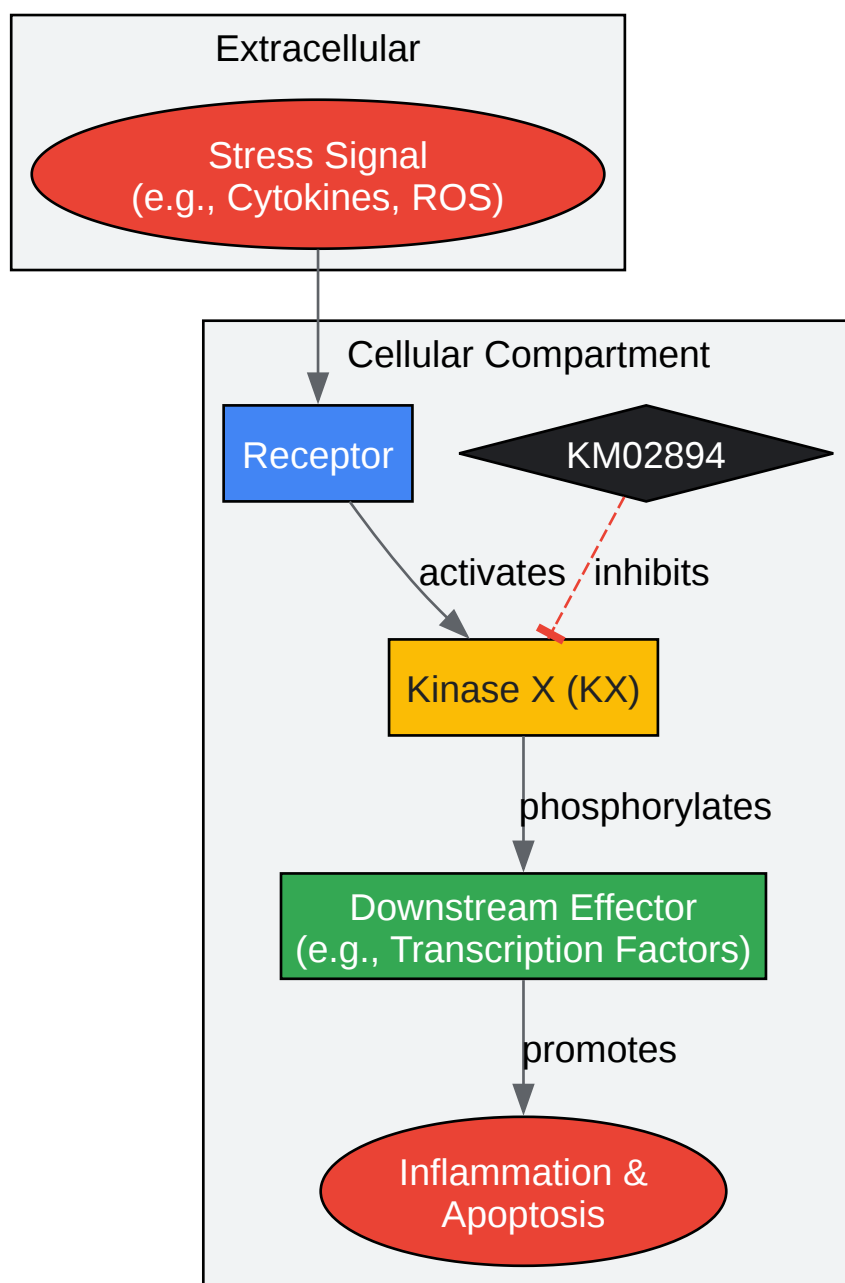 Extracellular
Stress Signal
(e.g., Cytokines, ROS)
Cellular Compartment
Receptor
KM02894
activates
inhibits
Kinase X (KX)
phosphorylates
Downstream Effector
(e.g., Transcription Factors)
promotes
Inflammation &
Apoptosis